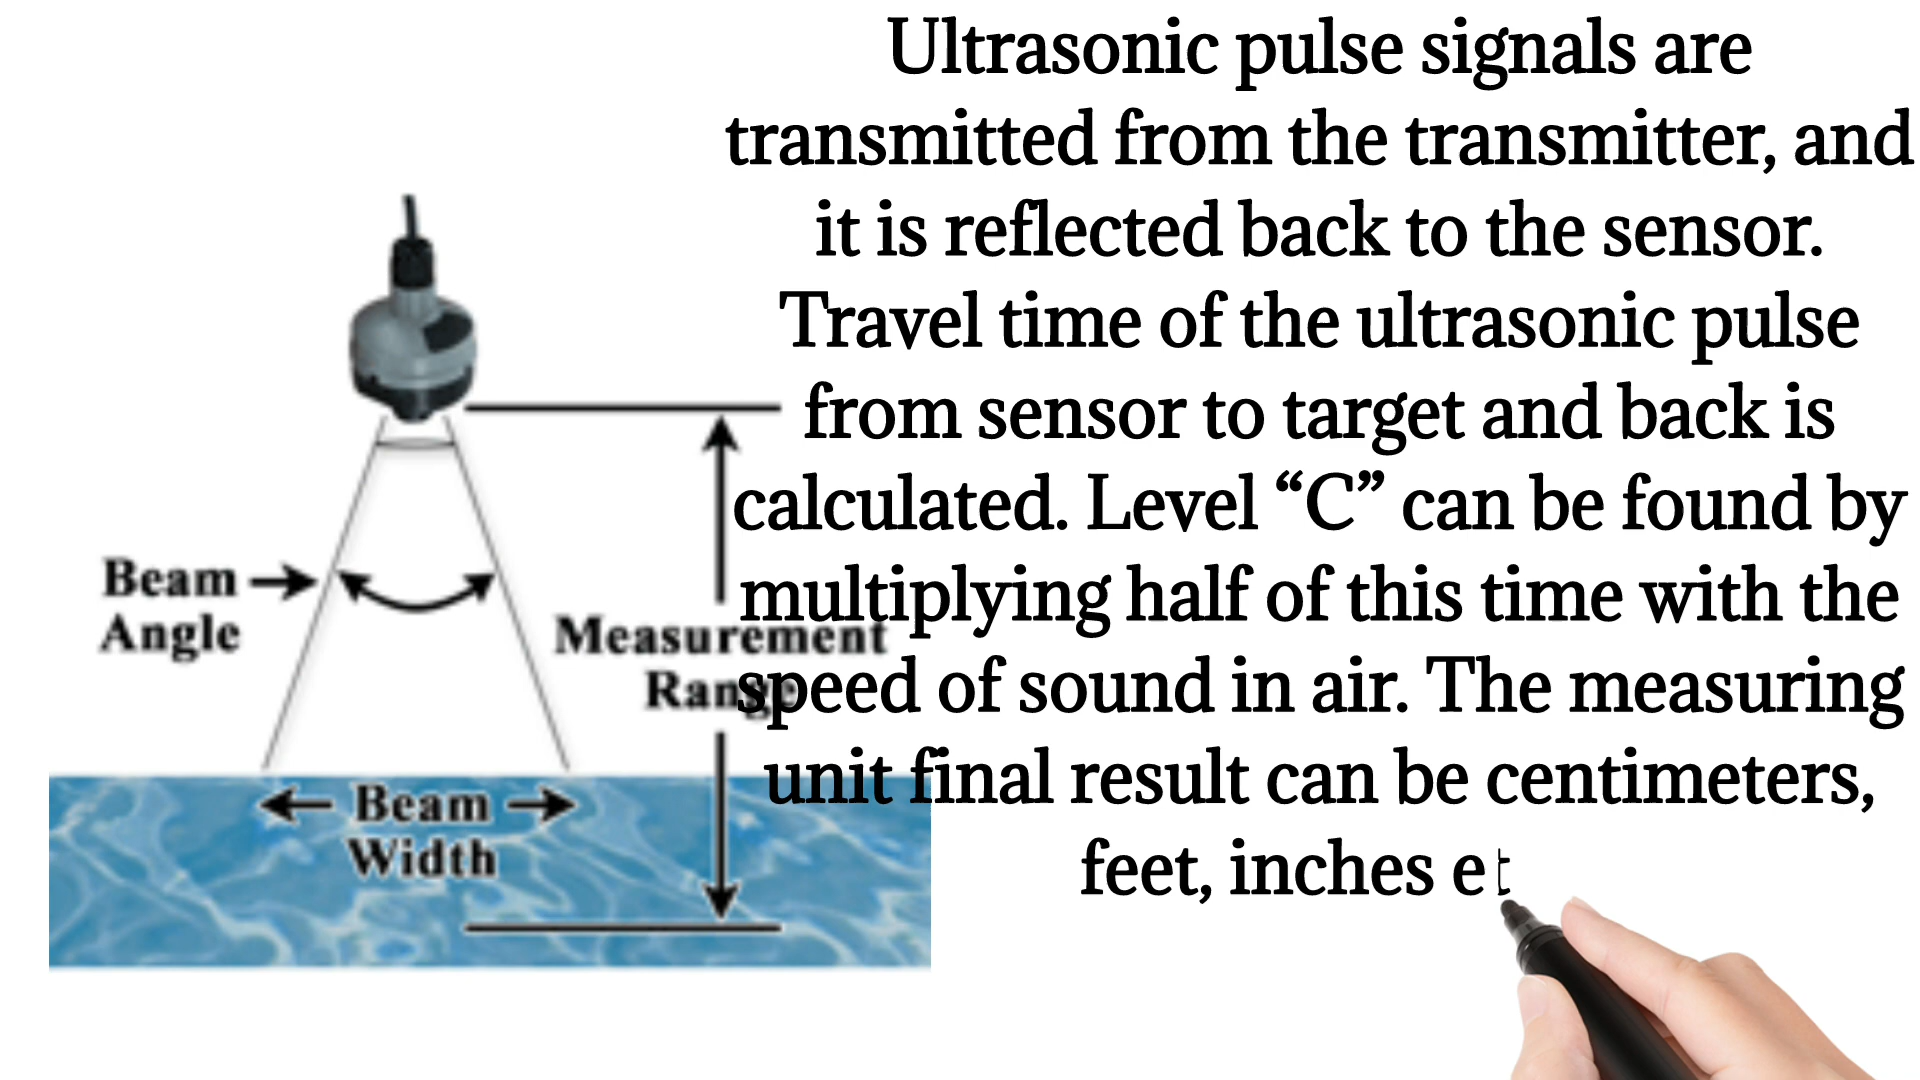 Ultrasonic pulse signals are
transmitted from the transmitter, and
it is reflected back to the sensor.
Travel time of the ultrasonic pulse
from sensor to target and back is
calculated. Level “C” can be found by
multiplying half of this time with the
speed of sound in air. The measuring
unit final result can be centimeters,
feet, inches et
Beam
Angle
Measurement
Range
Beam
Width